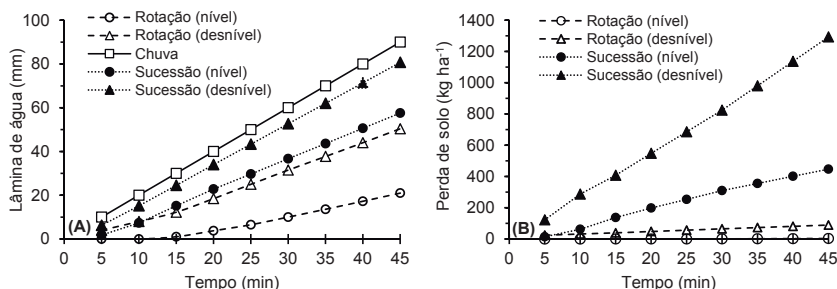 Lâmina de água (mm)
100
80
60
40
20
0
Rotação (nível)
Rotação (desnível)
Chuva
Sucessão (nível)
Sucessão (desnível)
(A)
0 5 10 15 20 25 30 35 40 45
Tempo (min)
Perda de solo (kg ha⁻¹)
1400
1200
1000
800
600
400
200
0
Rotação (nível)
Rotação (desnível)
Sucessão (nível)
Sucessão (desnível)
(B)
0 5 10 15 20 25 30 35 40 45
Tempo (min)